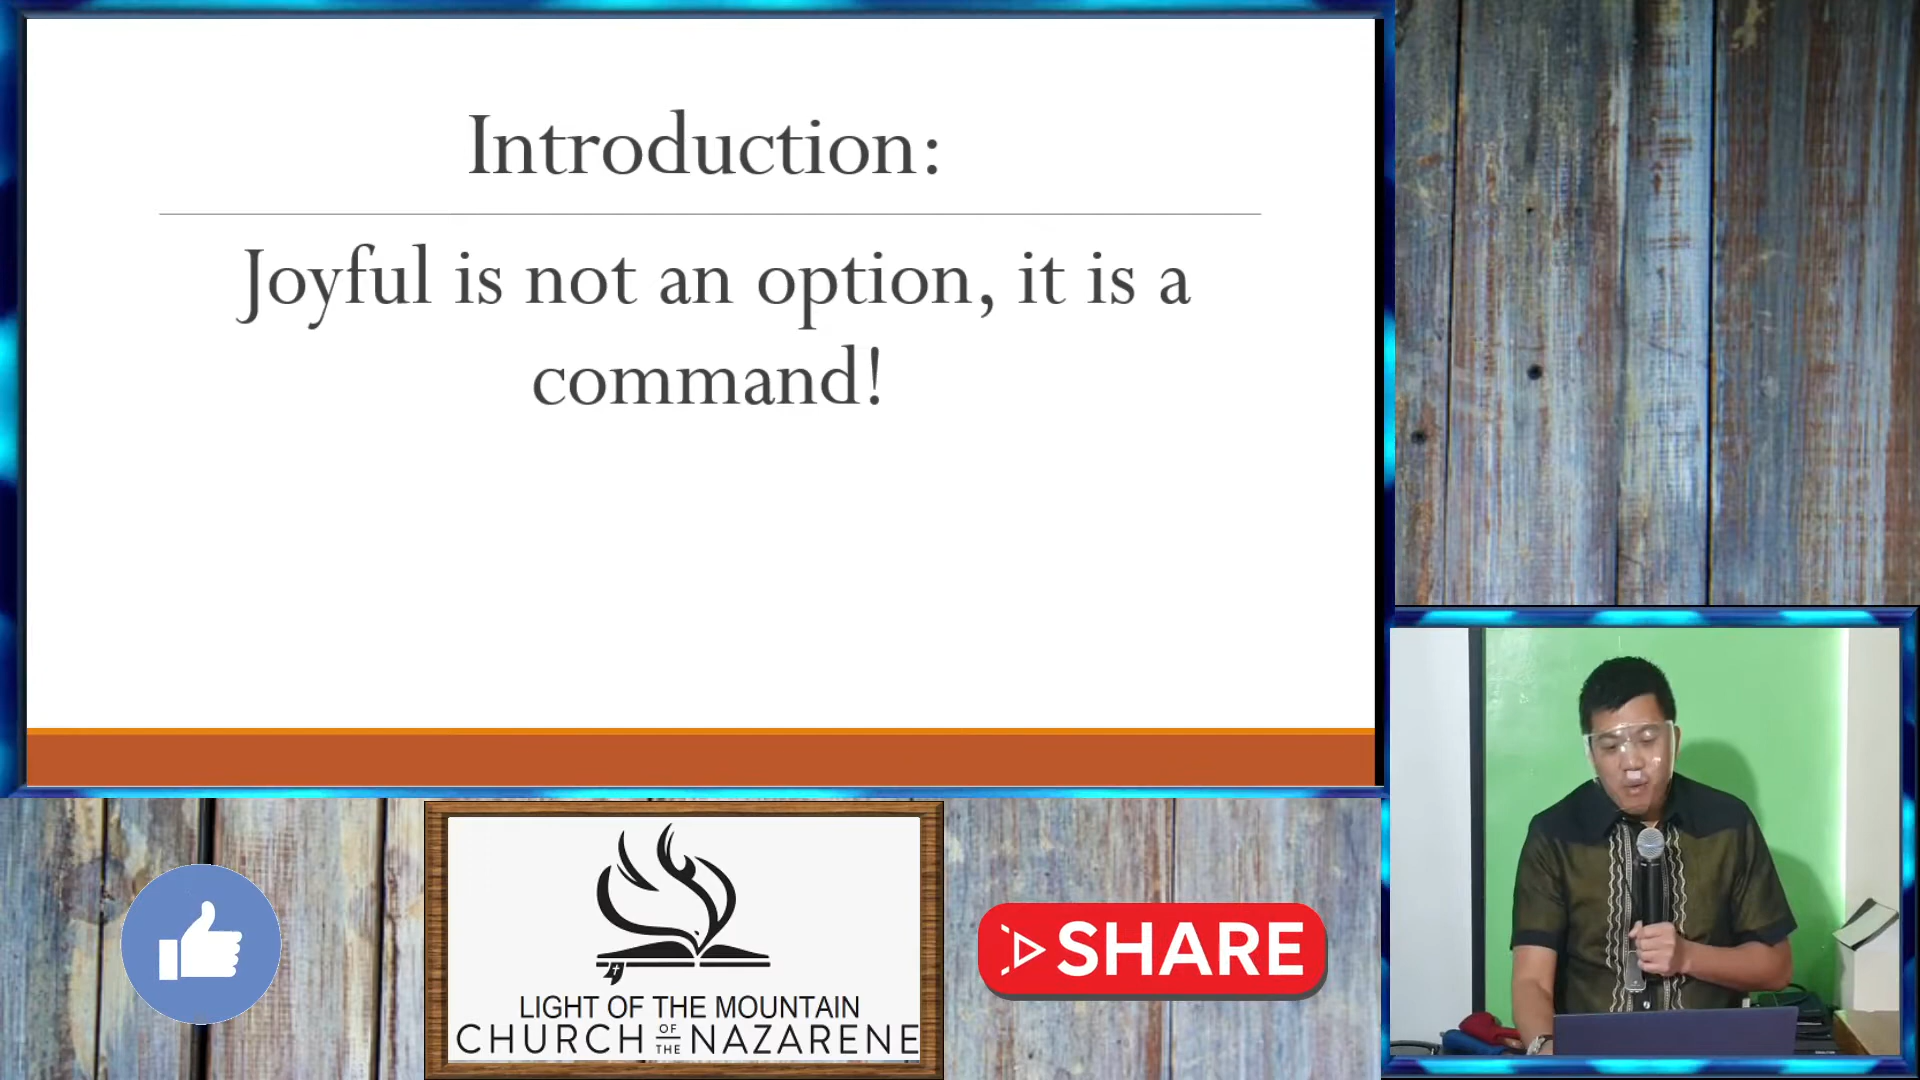 Introduction:
Joyful is not an option, it is a
command!
LIGHT OF THE MOUNTAIN
CHURCH OF THE NAZARENE
SHARE